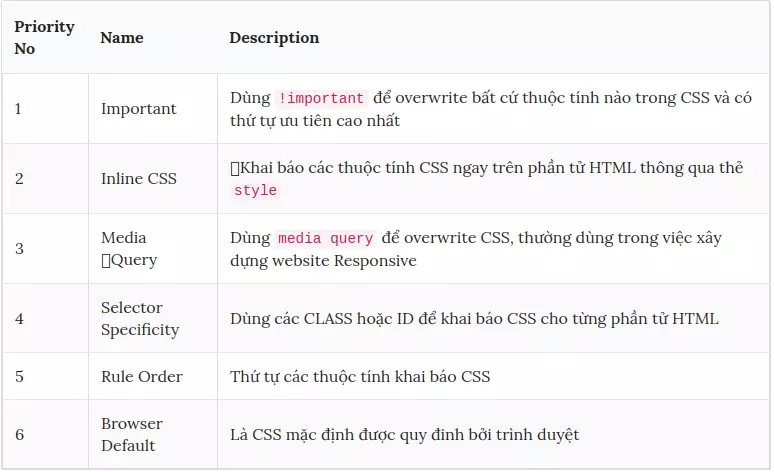 Priority No Name Description
1 Important Dùng !important để overwrite bất cứ thuộc tính nào trong CSS và có
thứ tự ưu tiên cao nhất
2 Inline CSS Khai báo các thuộc tính CSS ngay trên phần tử HTML thông qua thẻ
style
3 Media Query Dùng media query để overwrite CSS, thường dùng trong việc xây
dựng website Responsive
4 Selector Specificity Dùng các CLASS hoặc ID để khai báo CSS cho từng phần tử HTML
5 Rule Order Thứ tự các thuộc tính khai báo CSS
6 Browser Default Là CSS mặc định được quy đinh bởi trình duyệt